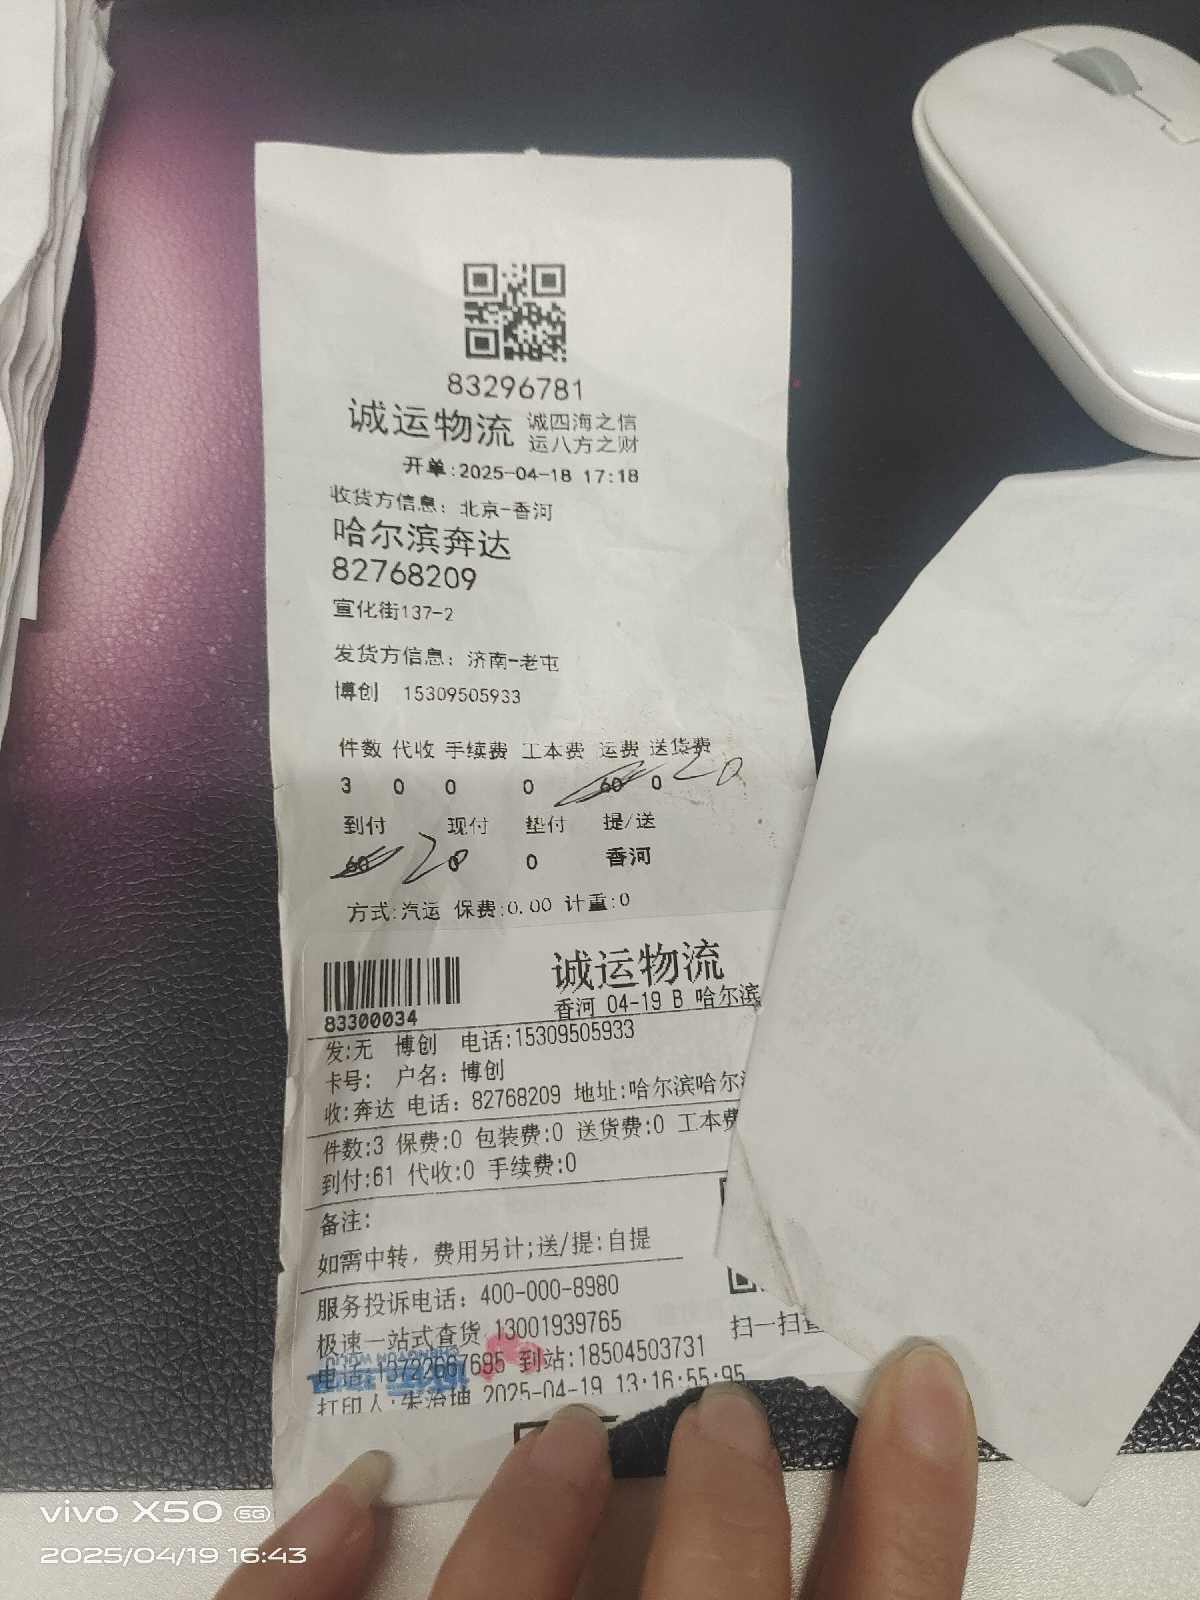 83296781
诚运物流 诚四海之信
运八方之财
开单:2025-04-18 17:18
收货方信息: 北京-香河
哈尔滨奔达
82768209
宣化街137-2
发货方信息: 济南-老屯
博创 15309505933
件数 代收 手续费 工本费 运费 送货费
3 0 0 0 60 0 20
到付 现付 垫付 提/送
60 20 0 香河
方式:汽运 保费:0.00 计重:0
83300034
诚运物流
香河 04-19 B 哈尔滨
发:无 博创 电话:15309505933
卡号: 户名: 博创
收:奔达 电话: 82768209 地址:哈尔滨哈尔
件数:3 保费:0 包装费:0 送货费:0 工本费
到付:61 代收:0 手续费:0
备注:
如需中转, 费用另计;送/提:自提
服务投诉电话: 400-000-8980
极速一站式查货 13001939765
扫一扫
电话:13722667695 到站:18504503731
打印人:朱治坤 2025-04-19 13:16:55:95
vivo X50 5G
2025/04/19 16:43